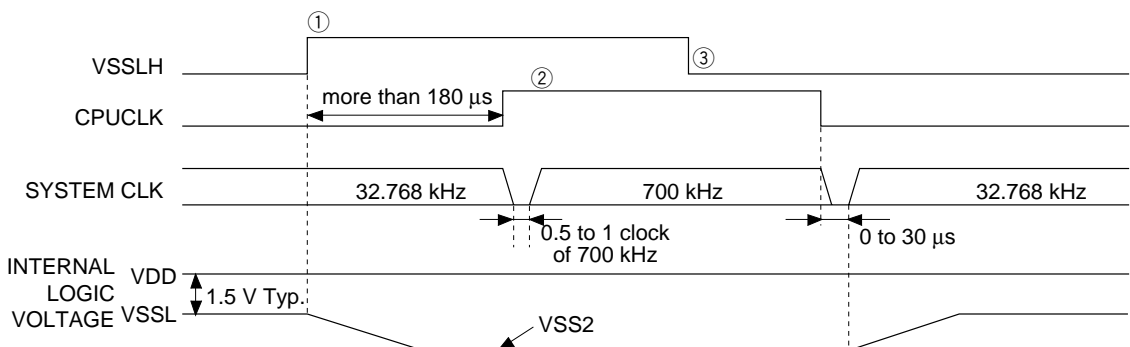 ①
VSSLH
③
②
more than 180 μs
CPUCLK
SYSTEM CLK
32.768 kHz
700 kHz
32.768 kHz
0.5 to 1 clock
of 700 kHz
0 to 30 μs
INTERNAL
LOGIC
VOLTAGE
VDD
1.5 V Typ.
VSSL
VSS2